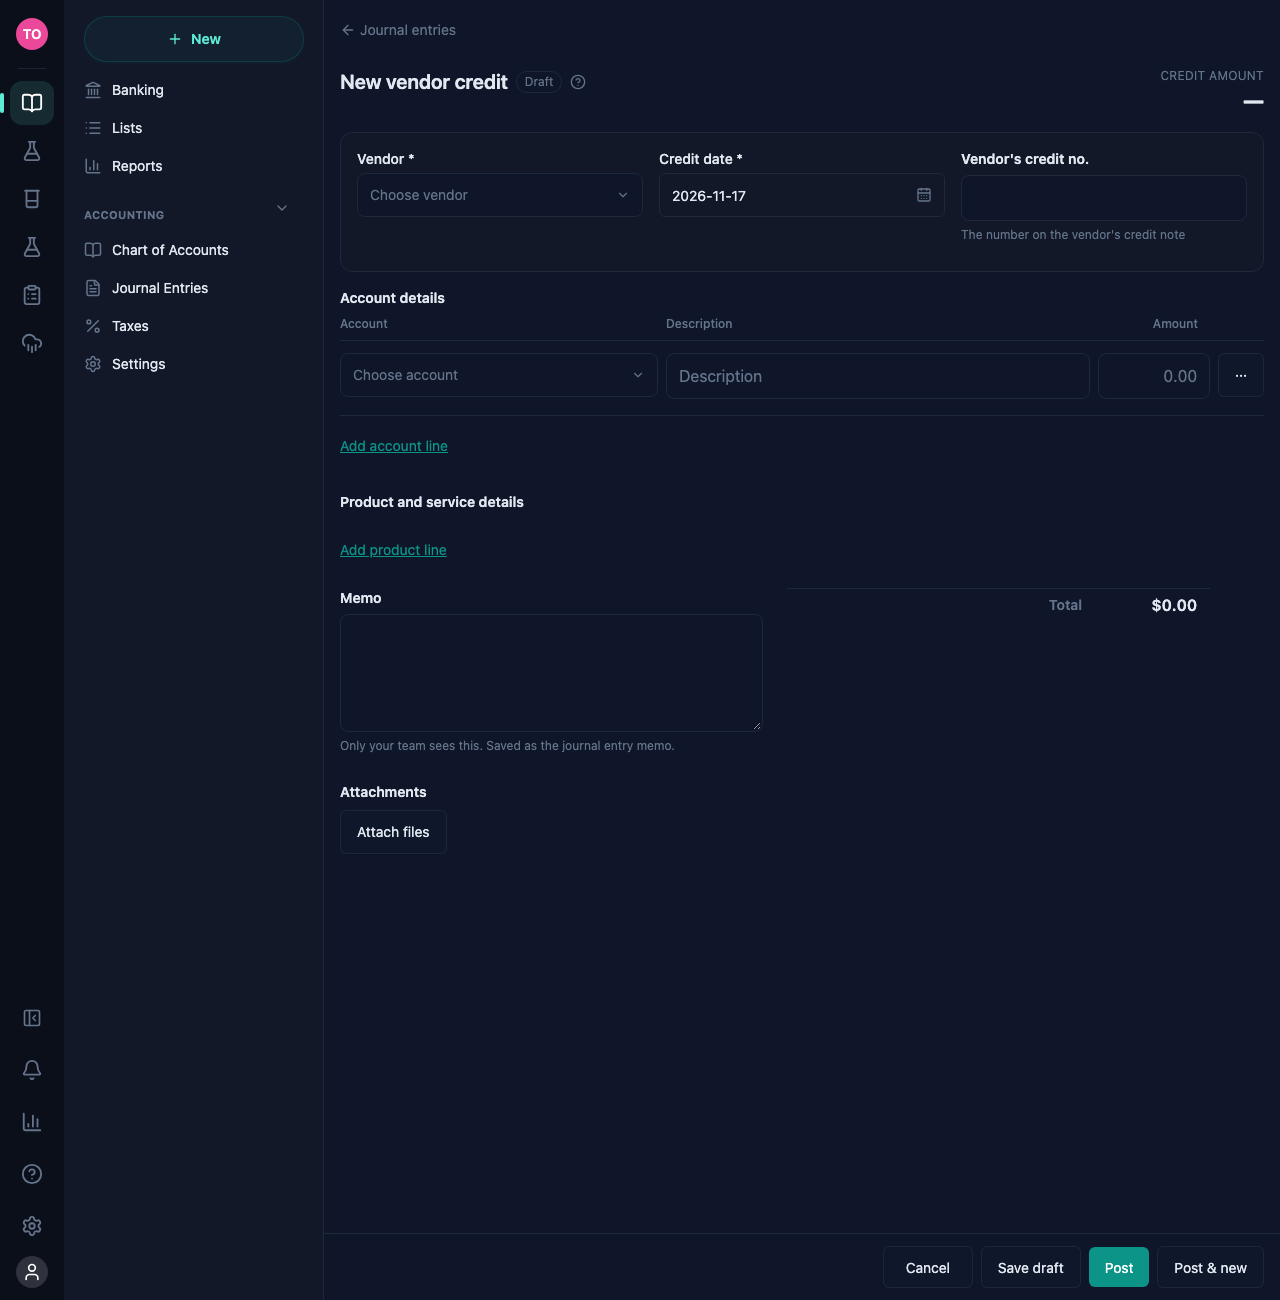 TO
New
Banking
Lists
Reports
ACCOUNTING
Chart of Accounts
Journal Entries
Taxes
Settings
Journal entries
New vendor credit
Draft
CREDIT AMOUNT
—
Vendor *
Choose vendor
Credit date *
2026-11-17
Vendor's credit no.
The number on the vendor's credit note
Account details
Account Description Amount
Choose account Description 0.00 ...
Add account line
Product and service details
Add product line
Memo
Total $0.00
Only your team sees this. Saved as the journal entry memo.
Attachments
Attach files
Cancel Save draft Post Post & new